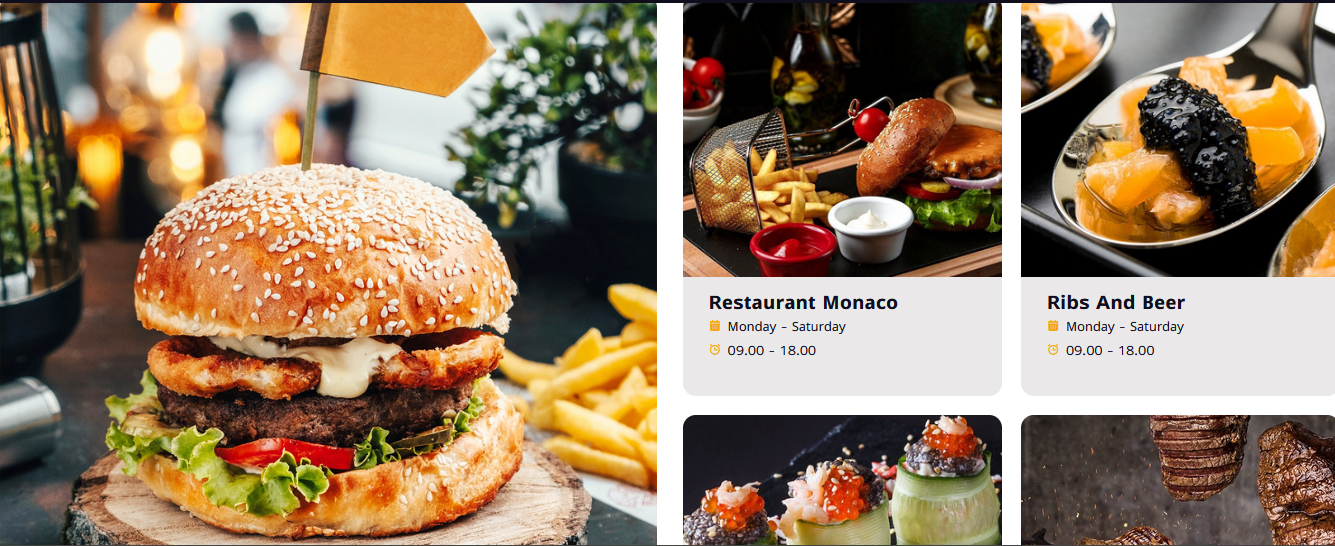 Restaurant Monaco
Monday - Saturday
09.00 - 18.00
Ribs And Beer
Monday - Saturday
09.00 - 18.00